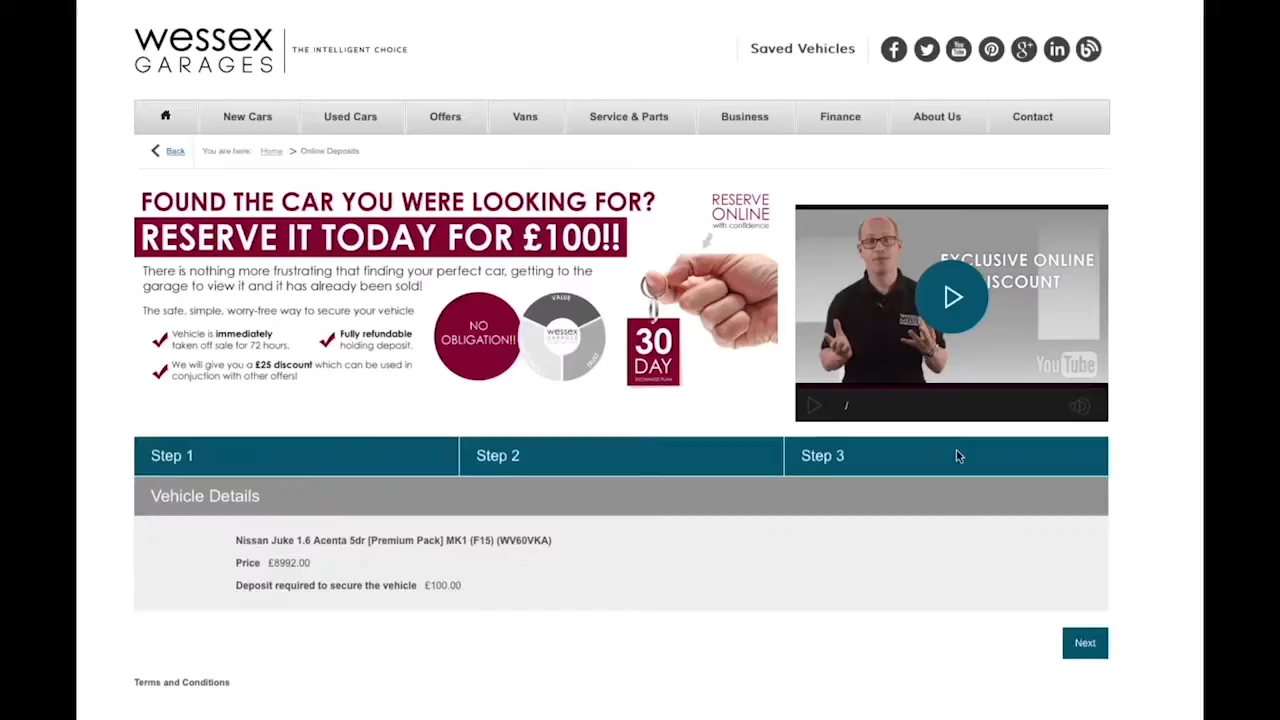 wessex
GARAGES
THE INTELLIGENT CHOICE
Saved Vehicles
New Cars
Used Cars
Offers
Vans
Service & Parts
Business
Finance
About Us
Contact
Back
You are here: Home > Online Deposits
FOUND THE CAR YOU WERE LOOKING FOR?
RESERVE IT TODAY FOR £100!!
There is nothing more frustrating that finding your perfect car, getting to the
garage to view it and it has already been sold!
The safe, simple, worry-free way to secure your vehicle
Vehicle is immediately
taken off sale for 72 hours.
Fully refundable
holding deposit.
We will give you a £25 discount which can be used in
conjuction with other offers!
NO
OBLIGATION!!
VALUE
wessex
GARAGES
TRUST
RESERVE
ONLINE
with confidence
30
DAY
EXCHANGE PLAN
EXCLUSIVE ONLINE
DISCOUNT
YouTube
/
Step 1
Step 2
Step 3
Vehicle Details
Nissan Juke 1.6 Acenta 5dr [Premium Pack] MK1 (F15) (WV60VKA)
Price £8992.00
Deposit required to secure the vehicle £100.00
Next
Terms and Conditions